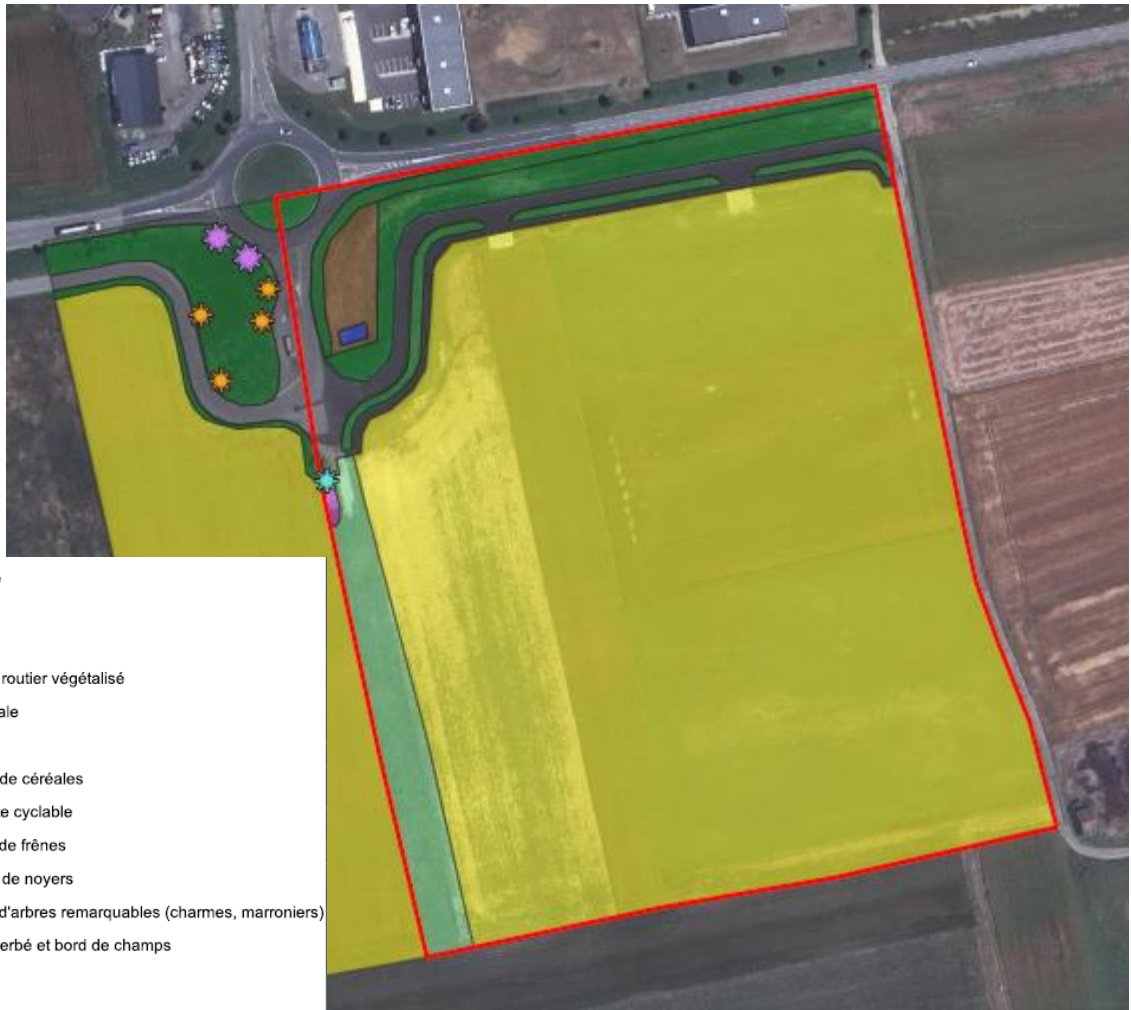 routier végétalisé
ale
de céréales
e cyclable
de frênes
de noyers
d'arbres remarquables (charmes, marroniers)
erbé et bord de champs